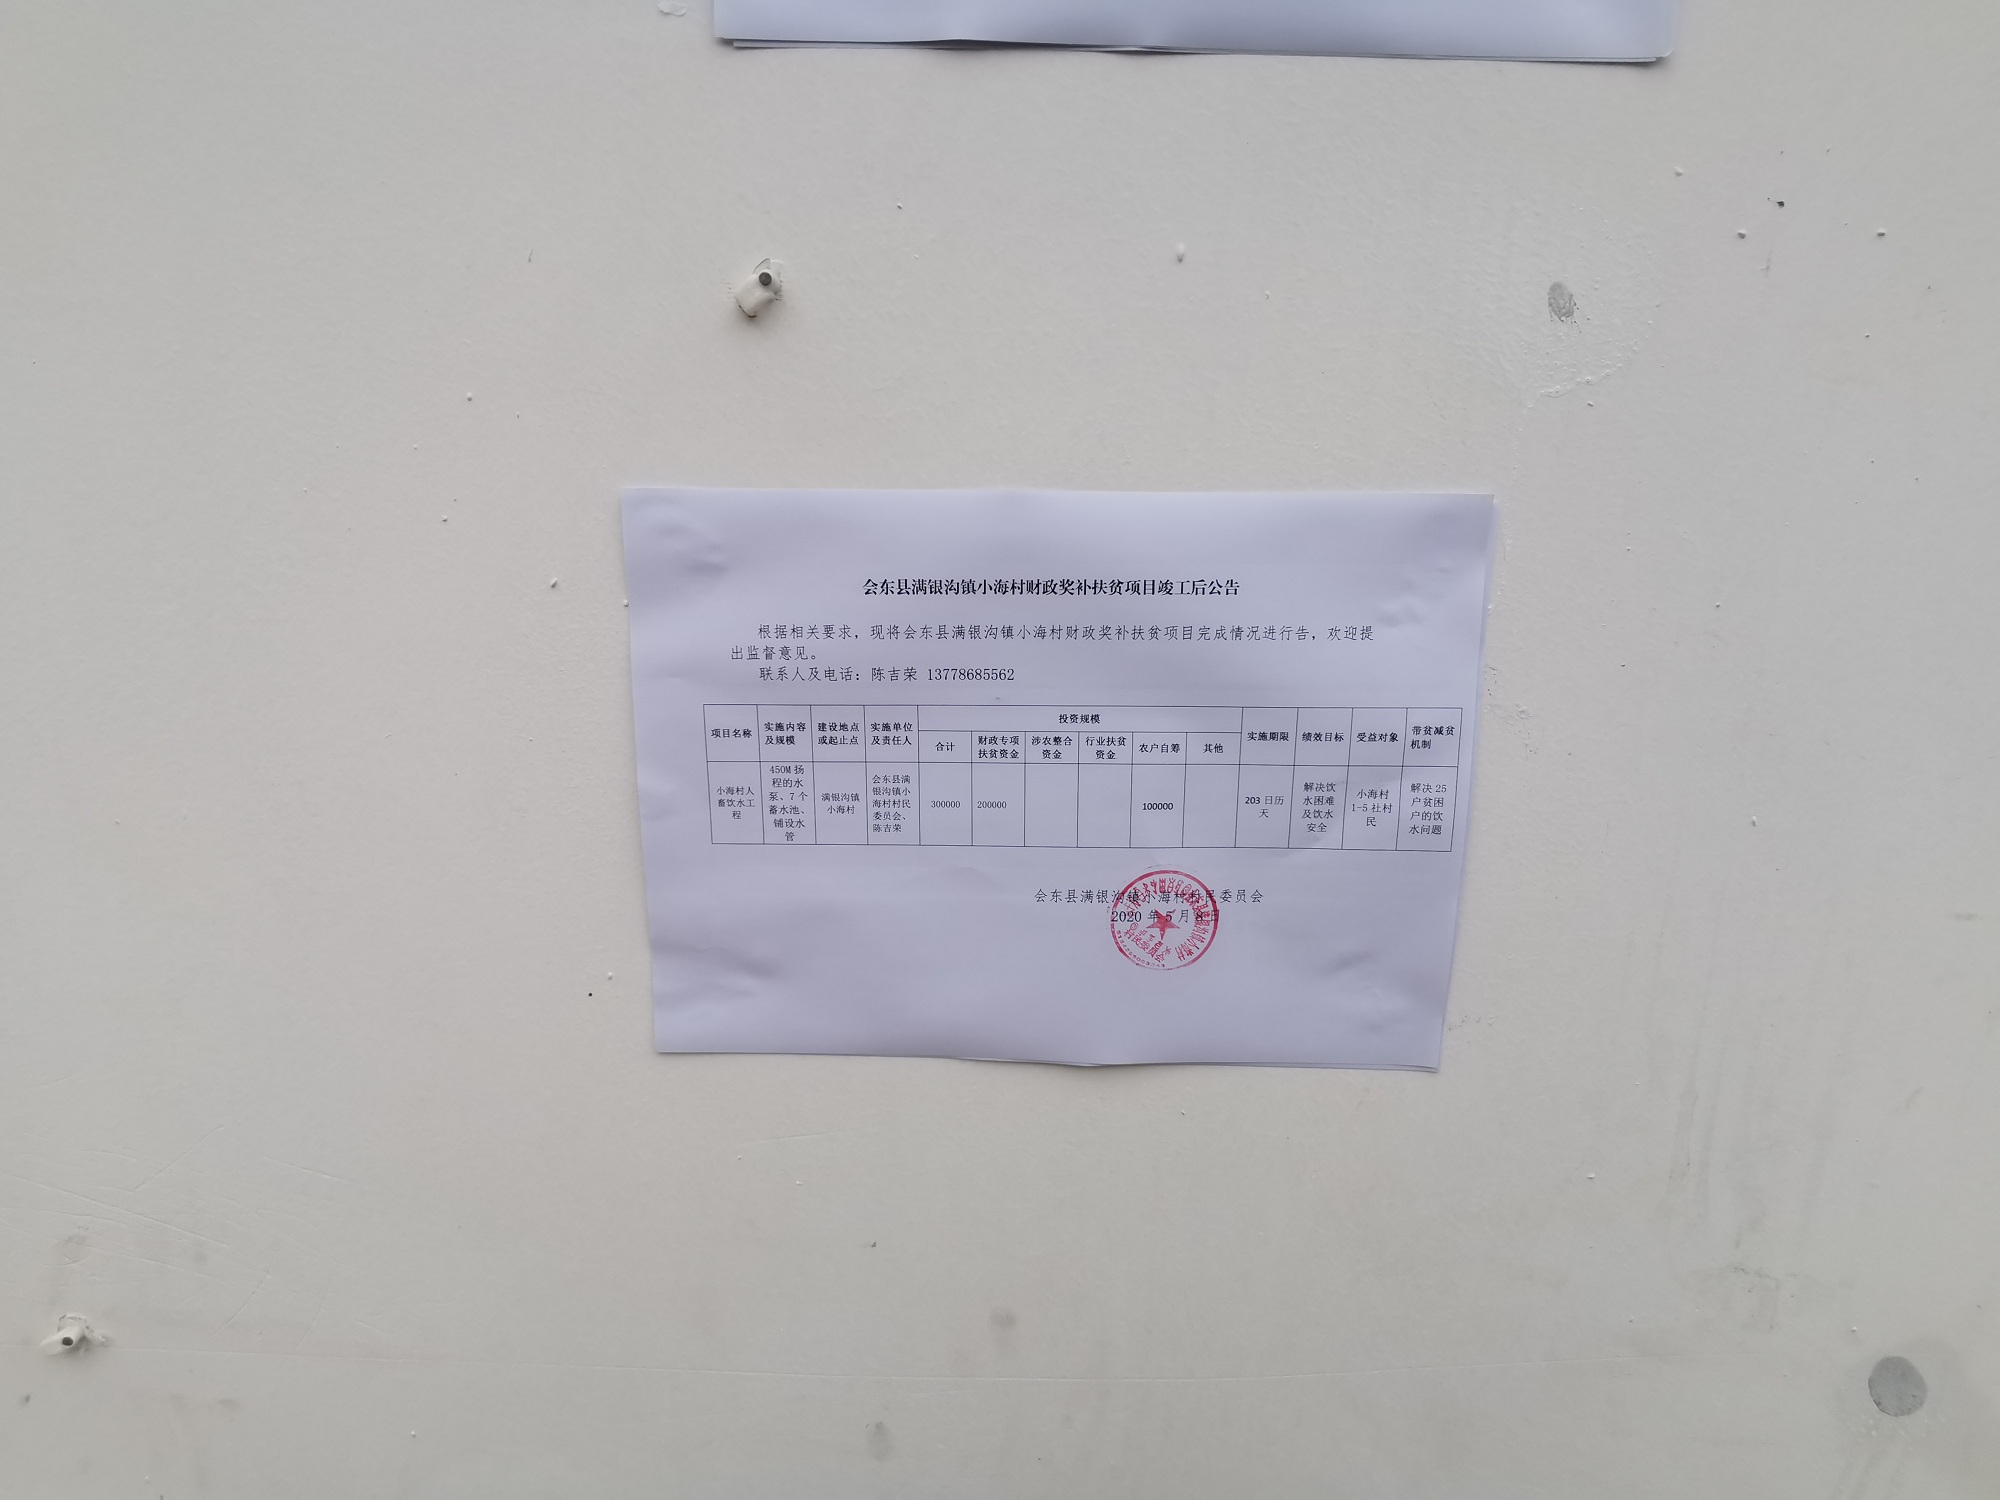 会东县满银沟镇小海村财政奖补扶贫项目竣工后公告
根据相关要求，现将会东县满银沟镇小海村财政奖补扶贫项目完成情况进行告，欢迎提
出监督意见。
联系人及电话：陈吉荣 13778685562
项目名称 实施内容及规模 建设地点或起止点 实施单位及责任人 投资规模 实施期限 绩效目标 受益对象 带贫减贫机制
合计 财政专项扶贫资金 涉农整合资金 行业扶贫资金 农户自筹 其他
小海村人畜饮水工程 450M扬程的水泵、7个蓄水池、铺设水管 满银沟镇小海村 会东县满银沟镇小海村村民委员会、陈吉荣 300000 200000 100000 203日历天 解决饮水困难及饮水安全 小海村1-5社村民 解决25户贫困户的饮水问题
会东县满银沟镇小海村村民委员会
2020年5月8日